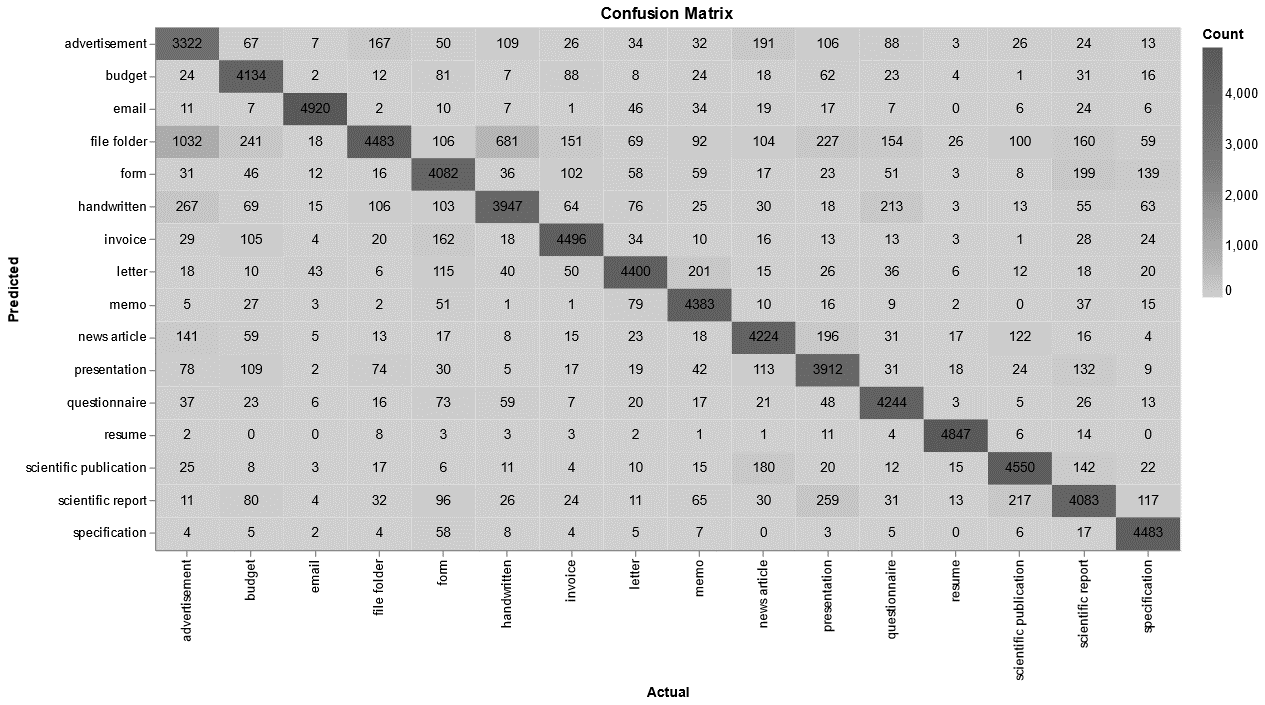 Confusion Matrix
Count
advertisement 3322 67 7 167 50 109 26 34 32 191 106 88 3 26 24 13
budget 24 4134 2 12 81 7 88 8 24 18 62 23 4 1 31 16
email 11 7 4920 2 10 7 1 46 34 19 17 7 0 6 24 6
file folder 1032 241 18 4483 106 681 151 69 92 104 227 154 26 100 160 59
form 31 46 12 16 4082 36 102 58 59 17 23 51 3 8 199 139
handwritten 267 69 15 106 103 3947 64 76 25 30 18 213 3 13 55 63
invoice 29 105 4 20 162 18 4496 34 10 16 13 13 3 1 28 24
letter 18 10 43 6 115 40 50 4400 201 15 26 36 6 12 18 20
memo 5 27 3 2 51 1 1 79 4383 10 16 9 2 0 37 15
news article 141 59 5 13 17 8 15 23 18 4224 196 31 17 122 16 4
presentation 78 109 2 74 30 5 17 19 42 113 3912 31 18 24 132 9
questionnaire 37 23 6 16 73 59 7 20 17 21 48 4244 3 5 26 13
resume 2 0 0 8 3 3 3 2 1 1 11 4 4847 6 14 0
scientific publication 25 8 3 17 6 11 4 10 15 180 20 12 15 4550 142 22
scientific report 11 80 4 32 96 26 24 11 65 30 259 31 13 217 4083 117
specification 4 5 2 4 58 8 4 5 7 0 3 5 0 6 17 4483
4,000
3,000
2,000
1,000
0
Predicted
advertisement
budget
email
file folder
form
handwritten
invoice
letter
memo
news article
presentation
questionnaire
resume
scientific publication
scientific report
specification
Actual